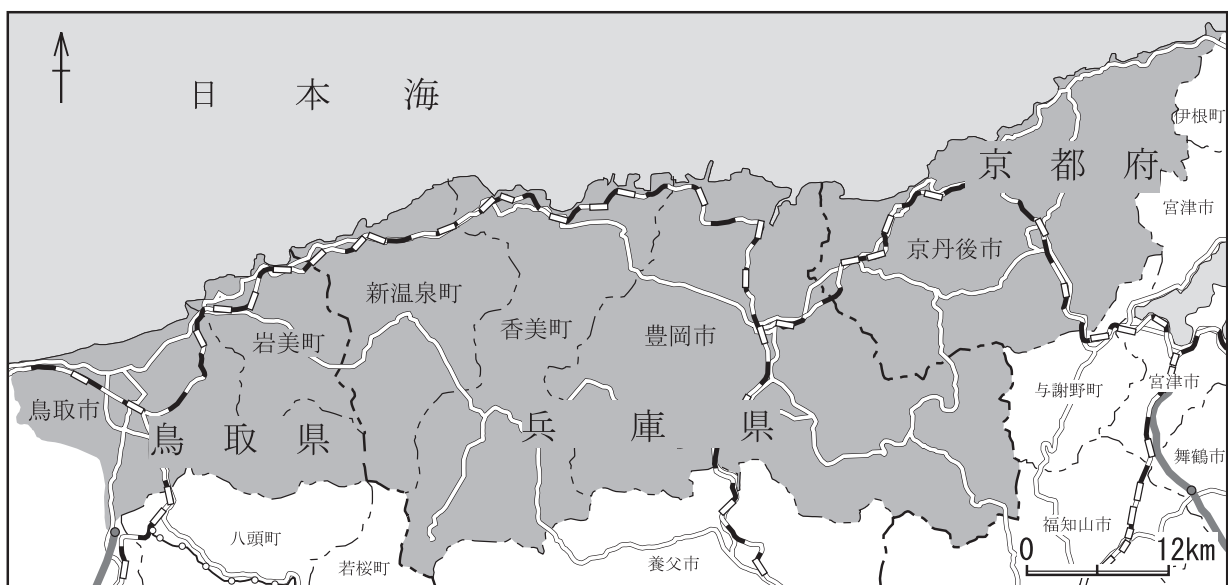 日本海
伊根町
京都府
宮津市
京丹後市
新温泉町
香美町
豊岡市
岩美町
与謝野町
宮津市
鳥取市
鳥取県
兵庫県
舞鶴市
八頭町
福知山市
若桜町
養父市
0 12km